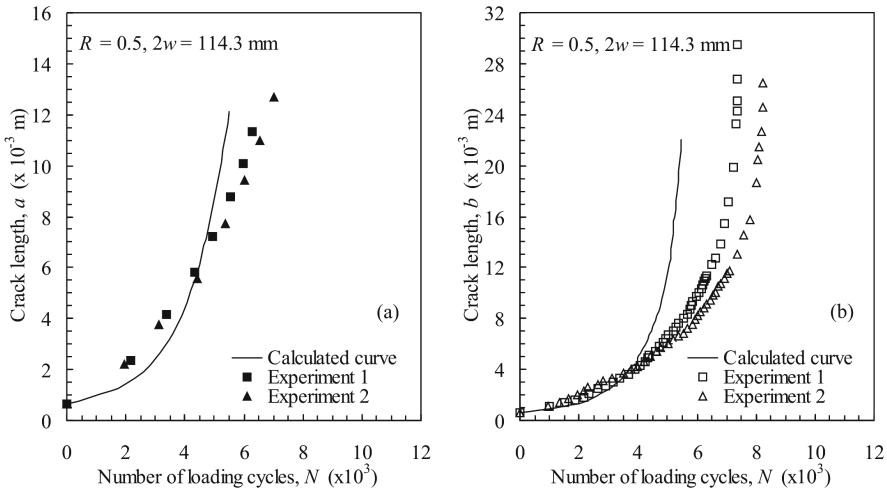 16
14
12
10
8
6
4
2
0
Crack length, a (x 10⁻³ m)
R = 0.5, 2w = 114.3 mm
(a)
Calculated curve
Experiment 1
Experiment 2
0 2 4 6 8 10 12
Number of loading cycles, N (x10³)
32
28
24
20
16
12
8
4
0
Crack length, b (x 10⁻³ m)
R = 0.5, 2w = 114.3 mm
(b)
Calculated curve
Experiment 1
Experiment 2
0 2 4 6 8 10 12
Number of loading cycles, N (x10³)